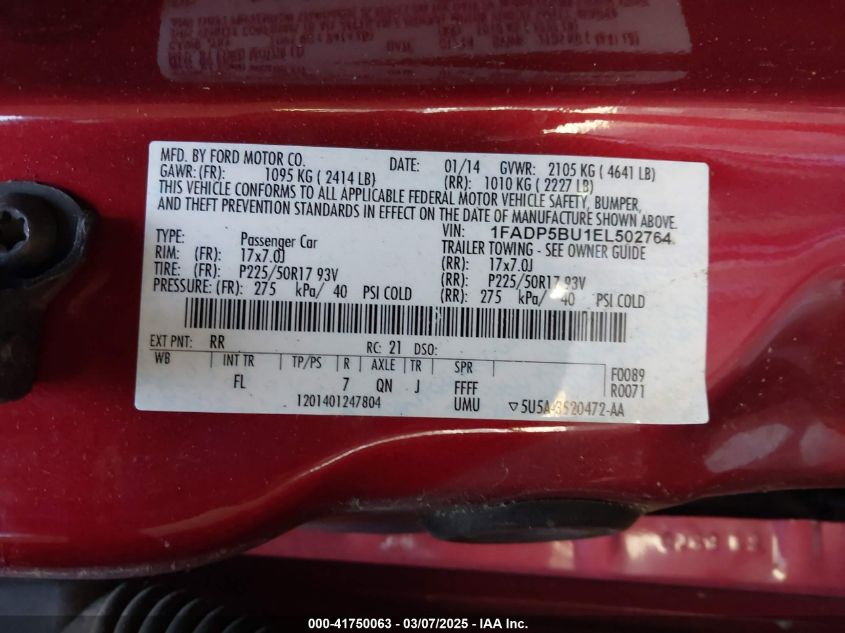 MFD. BY FORD MOTOR CO. DATE: 01/14 GVWR: 2105 KG ( 4641 LB)
GAWR: (FR): 1095 KG ( 2414 LB) (RR): 1010 KG ( 2227 LB)
THIS VEHICLE CONFORMS TO ALL APPLICABLE FEDERAL MOTOR VEHICLE SAFETY, BUMPER,
AND THEFT PREVENTION STANDARDS IN EFFECT ON THE DATE OF MANUFACTURE SHOWN ABOVE.
VIN: 1FADP5BU1EL502764
TYPE: Passenger Car TRAILER TOWING - SEE OWNER GUIDE
RIM: (FR): 17x7.0J (RR): 17x7.0J
TIRE: (FR): P225/50R17 93V (RR): P225/50R17 93V
PRESSURE: (FR): 275 kPa/ 40 PSI COLD (RR): 275 kPa/ 40 PSI COLD
EXT PNT: RR RC: 21 DSO:
WB INT TR TP/PS R AXLE TR SPR F0089
FL 7 QN J FFFF R0071
1201401247804 UMU ▽5U5A-3520472-AA
000-41750063 - 03/07/2025 - IAA Inc.